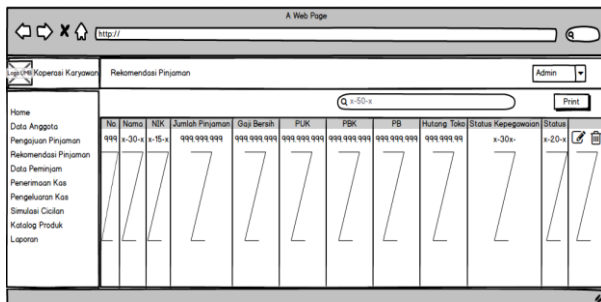 A Web Page
http://
Logo UMB Koperasi Karyawan Rekomendasi Pinjaman Admin
x-50-x Print
Home
Data Anggota
Pengajuan Pinjaman
Rekomendasi Pinjaman
Data Peminjam
Penerimaan Kas
Pengeluaran Kas
Simulasi Cicilan
Katalog Produk
Laporan
No. Nama NIK Jumlah Pinjaman Gaji Bersih PUK PBK PB Hutang Toko Status Kepegawaian Status
999 x-30-x x-15-x 999.999.999 999.999.999 999.999.999 999.999.999 999.999.999 999.999.99 x-30x- x-20-x